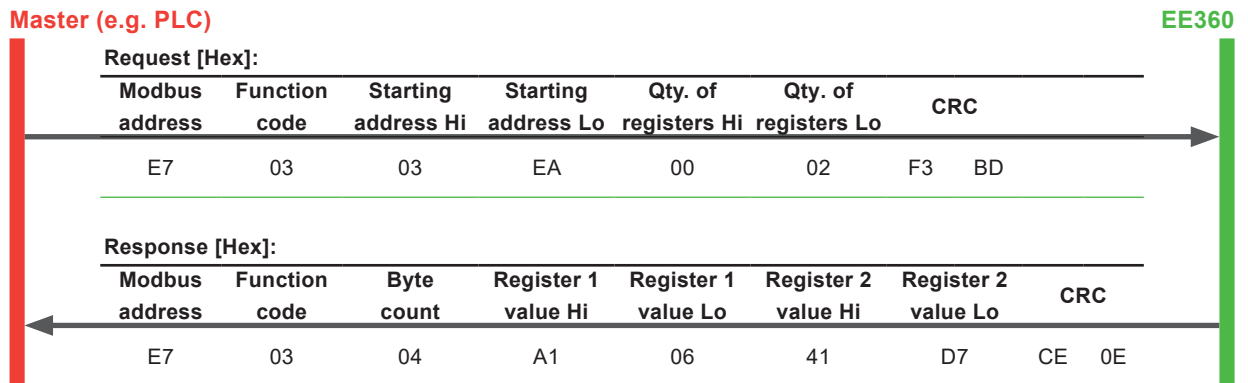 Master (e.g. PLC) EE360
Request [Hex]:
Modbus address Function code Starting address Hi Starting address Lo Qty. of registers Hi Qty. of registers Lo CRC
E7 03 03 EA 00 02 F3 BD
Response [Hex]:
Modbus address Function code Byte count Register 1 value Hi Register 1 value Lo Register 2 value Hi Register 2 value Lo CRC
E7 03 04 A1 06 41 D7 CE 0E